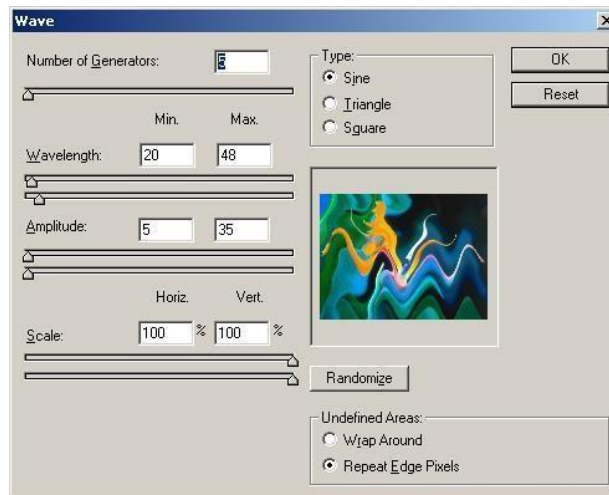 Wave
Number of Generators: 5
Min. Max.
Wavelength: 20 48
Amplitude: 5 35
Horiz. Vert.
Scale: 100 % 100 %
Type:
Sine
Triangle
Square
OK
Reset
Randomize
Undefined Areas:
Wrap Around
Repeat Edge Pixels